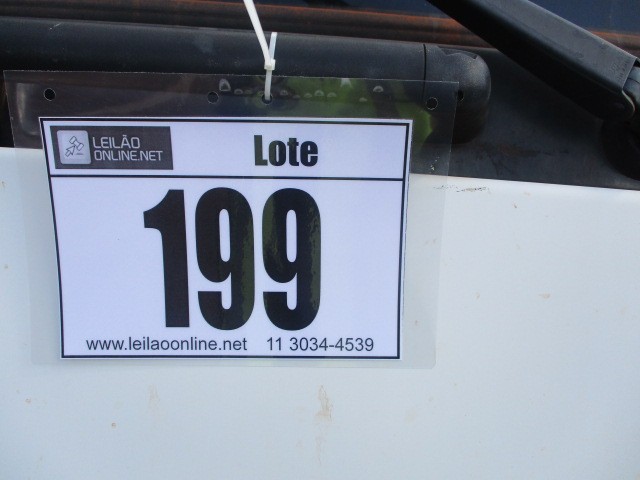 LEILÃO
ONLINE.NET
Lote
199
www.leilaoonline.net 11 3034-4539